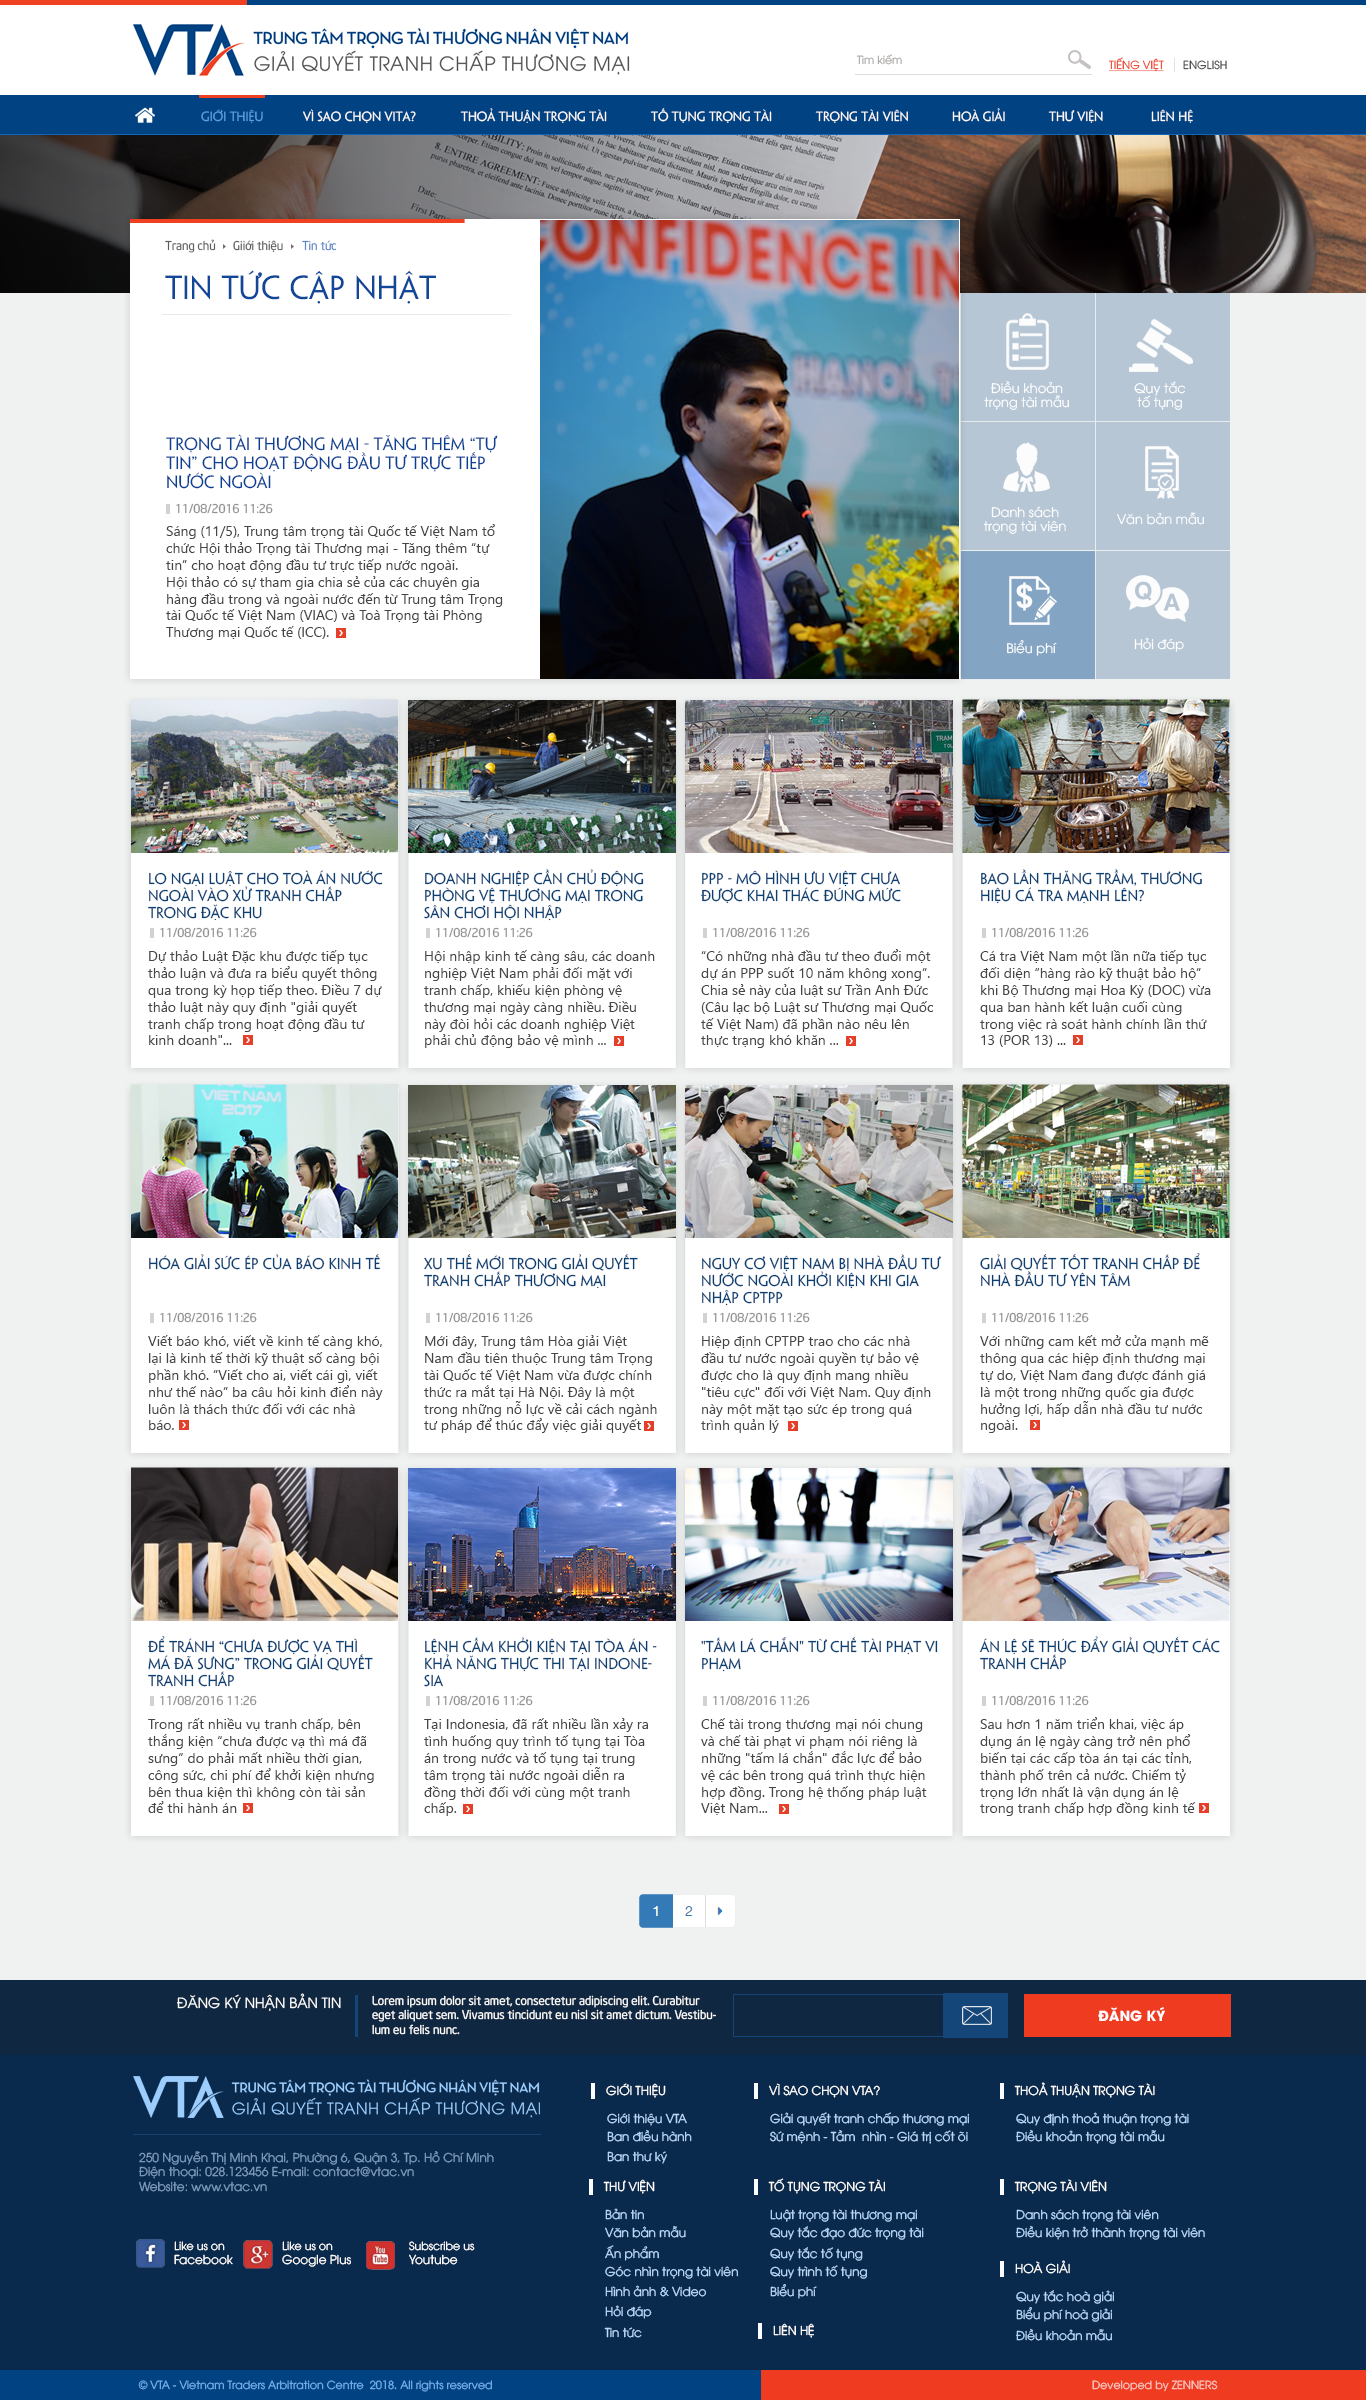 VTA
TRUNG TÂM TRỌNG TÀI THƯƠNG NHÂN VIỆT NAM
GIẢI QUYẾT TRANH CHẤP THƯƠNG MẠI
Tìm kiếm
TIẾNG VIỆT
ENGLISH
GIỚI THIỆU
VÌ SAO CHỌN VITA?
THOẢ THUẬN TRỌNG TÀI
TỐ TỤNG TRỌNG TÀI
TRỌNG TÀI VIÊN
HOÀ GIẢI
THƯ VIỆN
LIÊN HỆ
8. ENTIRE AGREEMENT:
Date:
First Party
Trang chủ
Giiới thiệu
Tin tức
TIN TỨC CẬP NHẬT
CONFIDENCE IN
HANOI,
VGP
TRỌNG TÀI THƯƠNG MẠI - TĂNG THÊM “TỰ
TIN” CHO HOẠT ĐỘNG ĐẦU TƯ TRỰC TIẾP
NƯỚC NGOÀI
11/08/2016 11:26
Sáng (11/5), Trung tâm trọng tài Quốc tế Việt Nam tổ
chức Hội thảo Trọng tài Thương mại - Tăng thêm “tự
tin” cho hoạt động đầu tư trực tiếp nước ngoài.
Hội thảo có sự tham gia chia sẻ của các chuyên gia
hàng đầu trong và ngoài nước đến từ Trung tâm Trọng
tài Quốc tế Việt Nam (VIAC) và Toà Trọng tài Phòng
Thương mại Quốc tế (ICC).
Điều khoản
trọng tài mẫu
Quy tắc
tố tụng
Danh sách
trọng tài viên
Văn bản mẫu
Biểu phí
Q A
Hỏi đáp
LO NGẠI LUẬT CHO TOÀ ÁN NƯỚC
NGOÀI VÀO XỬ TRANH CHẤP
TRONG ĐẶC KHU
11/08/2016 11:26
Dự thảo Luật Đặc khu được tiếp tục
thảo luận và đưa ra biểu quyết thông
qua trong kỳ họp tiếp theo. Điều 7 dự
thảo luật này quy định "giải quyết
tranh chấp trong hoạt động đầu tư
kinh doanh"...
DOANH NGHIỆP CẦN CHỦ ĐỘNG
PHÒNG VỆ THƯƠNG MẠI TRONG
SÂN CHƠI HỘI NHẬP
11/08/2016 11:26
Hội nhập kinh tế càng sâu, các doanh
nghiệp Việt Nam phải đối mặt với
tranh chấp, khiếu kiện phòng vệ
thương mại ngày càng nhiều. Điều
này đòi hỏi các doanh nghiệp Việt
phải chủ động bảo vệ mình ...
TRẠM
PPP - MÔ HÌNH ƯU VIỆT CHƯA
ĐƯỢC KHAI THÁC ĐÚNG MỨC
11/08/2016 11:26
“Có những nhà đầu tư theo đuổi một
dự án PPP suốt 10 năm không xong”.
Chia sẻ này của luật sư Trần Anh Đức
(Câu lạc bộ Luật sư Thương mại Quốc
tế Việt Nam) đã phần nào nêu lên
thực trạng khó khăn ...
BAO LẦN THĂNG TRẦM, THƯƠNG
HIỆU CÁ TRA MẠNH LÊN?
11/08/2016 11:26
Cá tra Việt Nam một lần nữa tiếp tục
đối diện “hàng rào kỹ thuật bảo hộ”
khi Bộ Thương mại Hoa Kỳ (DOC) vừa
qua ban hành kết luận cuối cùng
trong việc rà soát hành chính lần thứ
13 (POR 13) ...
VIET NAM
2017
HÓA GIẢI SỨC ÉP CỦA BÁO KINH TẾ
11/08/2016 11:26
Viết báo khó, viết về kinh tế càng khó,
lại là kinh tế thời kỹ thuật số càng bội
phần khó. “Viết cho ai, viết cái gì, viết
như thế nào” ba câu hỏi kinh điển này
luôn là thách thức đối với các nhà
báo.
XU THẾ MỚI TRONG GIẢI QUYẾT
TRANH CHẤP THƯƠNG MẠI
11/08/2016 11:26
Mới đây, Trung tâm Hòa giải Việt
Nam đầu tiên thuộc Trung tâm Trọng
tài Quốc tế Việt Nam vừa được chính
thức ra mắt tại Hà Nội. Đây là một
trong những nỗ lực về cải cách ngành
tư pháp để thúc đẩy việc giải quyết
NGUY CƠ VIỆT NAM BỊ NHÀ ĐẦU TƯ
NƯỚC NGOÀI KHỞI KIỆN KHI GIA
NHẬP CPTPP
11/08/2016 11:26
Hiệp định CPTPP trao cho các nhà
đầu tư nước ngoài quyền tự bảo vệ
được cho là quy định mang nhiều
"tiêu cực" đối với Việt Nam. Quy định
này một mặt tạo sức ép trong quá
trình quản lý
GIẢI QUYẾT TỐT TRANH CHẤP ĐỂ
NHÀ ĐẦU TƯ YÊN TÂM
11/08/2016 11:26
Với những cam kết mở cửa mạnh mẽ
thông qua các hiệp định thương mại
tự do, Việt Nam đang được đánh giá
là một trong những quốc gia được
hưởng lợi, hấp dẫn nhà đầu tư nước
ngoài.
ĐỂ TRÁNH “CHƯA ĐƯỢC VẠ THÌ
MÁ ĐÃ SƯNG” TRONG GIẢI QUYẾT
TRANH CHẤP
11/08/2016 11:26
Trong rất nhiều vụ tranh chấp, bên
thắng kiện “chưa được vạ thì má đã
sưng” do phải mất nhiều thời gian,
công sức, chi phí để khởi kiện nhưng
bên thua kiện thì không còn tài sản
để thi hành án
LỆNH CẤM KHỞI KIỆN TẠI TÒA ÁN -
KHẢ NĂNG THỰC THI TẠI INDONE-
SIA
11/08/2016 11:26
Tại Indonesia, đã rất nhiều lần xảy ra
tình huống quy trình tố tụng tại Tòa
án trong nước và tố tụng tại trung
tâm trọng tài nước ngoài diễn ra
đồng thời đối với cùng một tranh
chấp.
"TẤM LÁ CHẮN" TỪ CHẾ TÀI PHẠT VI
PHẠM
11/08/2016 11:26
Chế tài trong thương mại nói chung
và chế tài phạt vi phạm nói riêng là
những "tấm lá chắn" đắc lực để bảo
vệ các bên trong quá trình thực hiện
hợp đồng. Trong hệ thống pháp luật
Việt Nam...
ÁN LỆ SẼ THÚC ĐẨY GIẢI QUYẾT CÁC
TRANH CHẤP
11/08/2016 11:26
Sau hơn 1 năm triển khai, việc áp
dụng án lệ ngày càng trở nên phổ
biến tại các cấp tòa án tại các tỉnh,
thành phố trên cả nước. Chiếm tỷ
trọng lớn nhất là vận dụng án lệ
trong tranh chấp hợp đồng kinh tế
1
2
ĐĂNG KÝ NHẬN BẢN TIN
Lorem ipsum dolor sit amet, consectetur adipiscing elit. Curabitur
eget aliquet sem. Vivamus tincidunt eu nisl sit amet dictum. Vestibu-
lum eu felis nunc.
ĐĂNG KÝ
VTA
TRUNG TÂM TRỌNG TÀI THƯƠNG NHÂN VIỆT NAM
GIẢI QUYẾT TRANH CHẤP THƯƠNG MẠI
250 Nguyễn Thị Minh Khai, Phường 6, Quận 3, Tp. Hồ Chí Minh
Điện thoại: 028.123456 E-mail: contact@vtac.vn
Website: www.vtac.vn
f
Like us on
Facebook
g+
Like us on
Google Plus
You
Tube
Subscribe us
Youtube
GIỚI THIỆU
Giới thiệu VTA
Ban điều hành
Ban thư ký
THƯ VIỆN
Bản tin
Văn bản mẫu
Ấn phẩm
Góc nhìn trọng tài viên
Hình ảnh & Video
Hỏi đáp
Tin tức
VÌ SAO CHỌN VTA?
Giải quyết tranh chấp thương mại
Sứ mệnh - Tầm nhìn - Giá trị cốt õi
TỐ TỤNG TRỌNG TÀI
Luật trọng tài thương mại
Quy tắc đạo đức trọng tài
Quy tắc tố tụng
Quy trình tố tụng
Biểu phí
LIÊN HỆ
THOẢ THUẬN TRỌNG TÀI
Quy định thoả thuận trọng tài
Điều khoản trọng tài mẫu
TRỌNG TÀI VIÊN
Danh sách trọng tài viên
Điều kiện trở thành trọng tài viên
HOÀ GIẢI
Quy tắc hoà giải
Biểu phí hoà giải
Điều khoản mẫu
© VTA - Vietnam Traders Arbitration Centre 2018. All rights reserved
Developed by ZENNERS